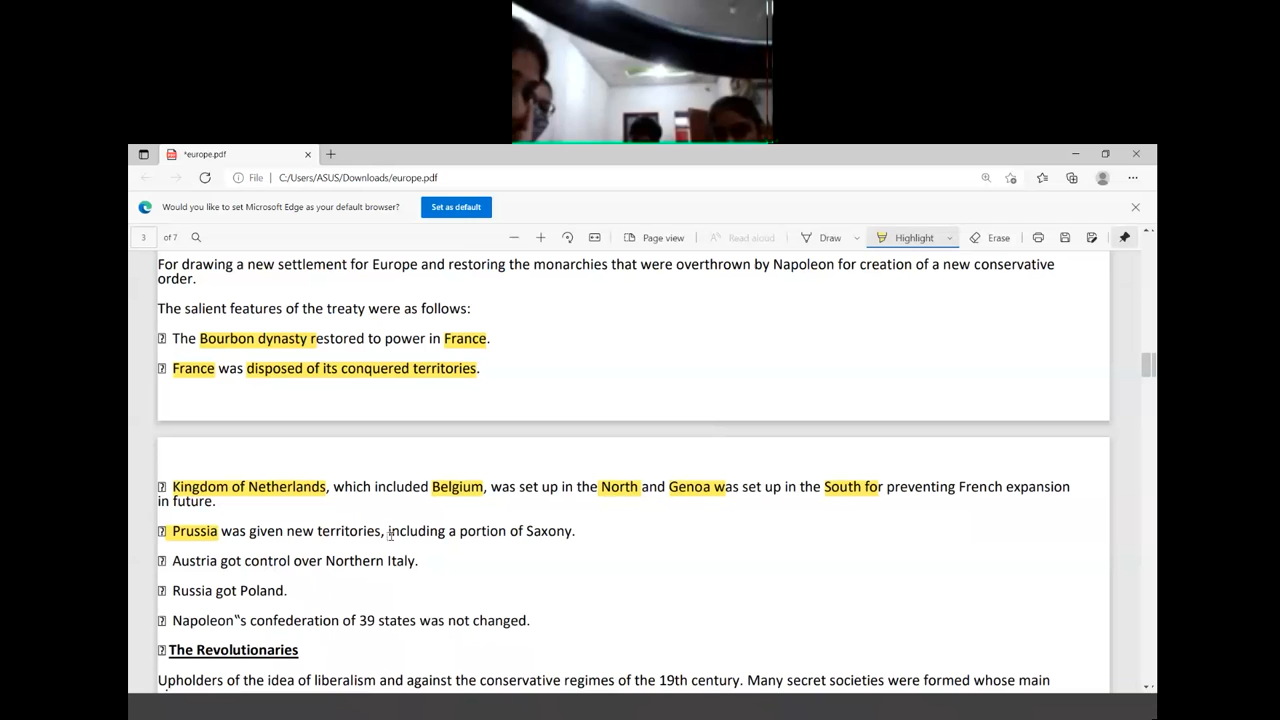 *europe.pdf
File C:/Users/ASUS/Downloads/europe.pdf
Would you like to set Microsoft Edge as your default browser? Set as default
3 of 7 Page view Read aloud Draw Highlight Erase
For drawing a new settlement for Europe and restoring the monarchies that were overthrown by Napoleon for creation of a new conservative
order.
The salient features of the treaty were as follows:
The Bourbon dynasty restored to power in France.
France was disposed of its conquered territories.
Kingdom of Netherlands, which included Belgium, was set up in the North and Genoa was set up in the South for preventing French expansion
in future.
Prussia was given new territories, including a portion of Saxony.
Austria got control over Northern Italy.
Russia got Poland.
Napoleon‟s confederation of 39 states was not changed.
The Revolutionaries
Upholders of the idea of liberalism and against the conservative regimes of the 19th century. Many secret societies were formed whose main